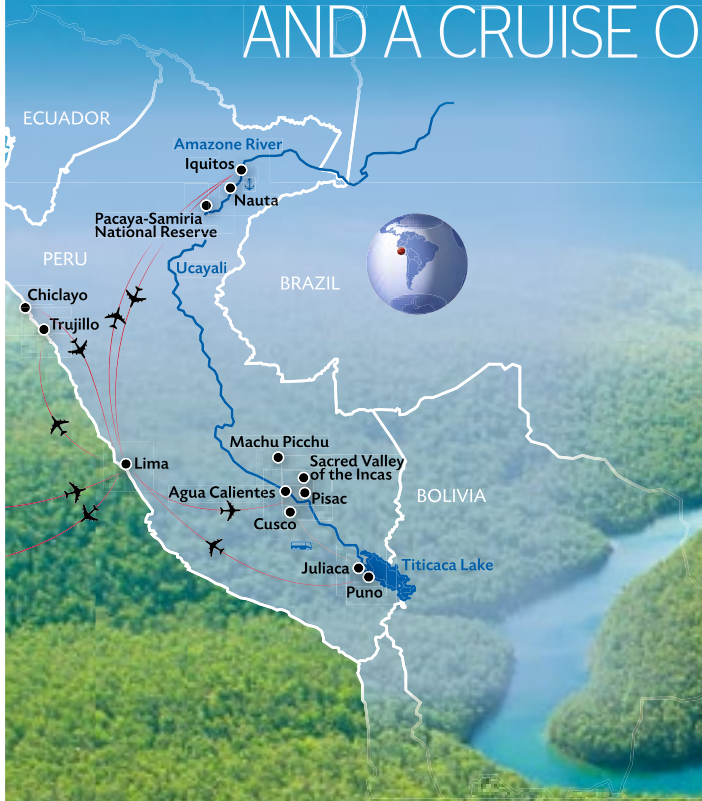 AND A CRUISE O
ECUADOR
Amazone River
Iquitos
Nauta
Pacaya-Samiria
National Reserve
PERU
Ucayali
BRAZIL
Chiclayo
Trujillo
Machu Picchu
Lima
Sacred Valley
of the Incas
Agua Calientes
Pisac
BOLIVIA
Cusco
Juliaca
Titicaca Lake
Puno